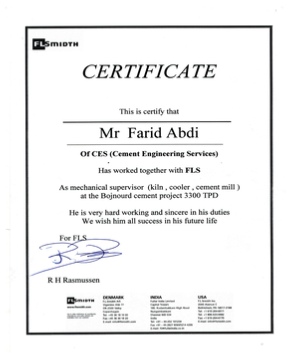 FLSMIDTH
CERTIFICATE
This is certify that
Mr Farid Abdi
Of CES (Cement Engineering Services)
Has worked together with FLS
As mechanical supervisor (kiln , cooler , cement mill )
at the Bojnourd cement project 3300 TPD
He is very hard working and sincere in his duties
We wish him all success in his future life
For FLS
R H Rasmussen
FLSMIDTH
DENMARK
INDIA
USA